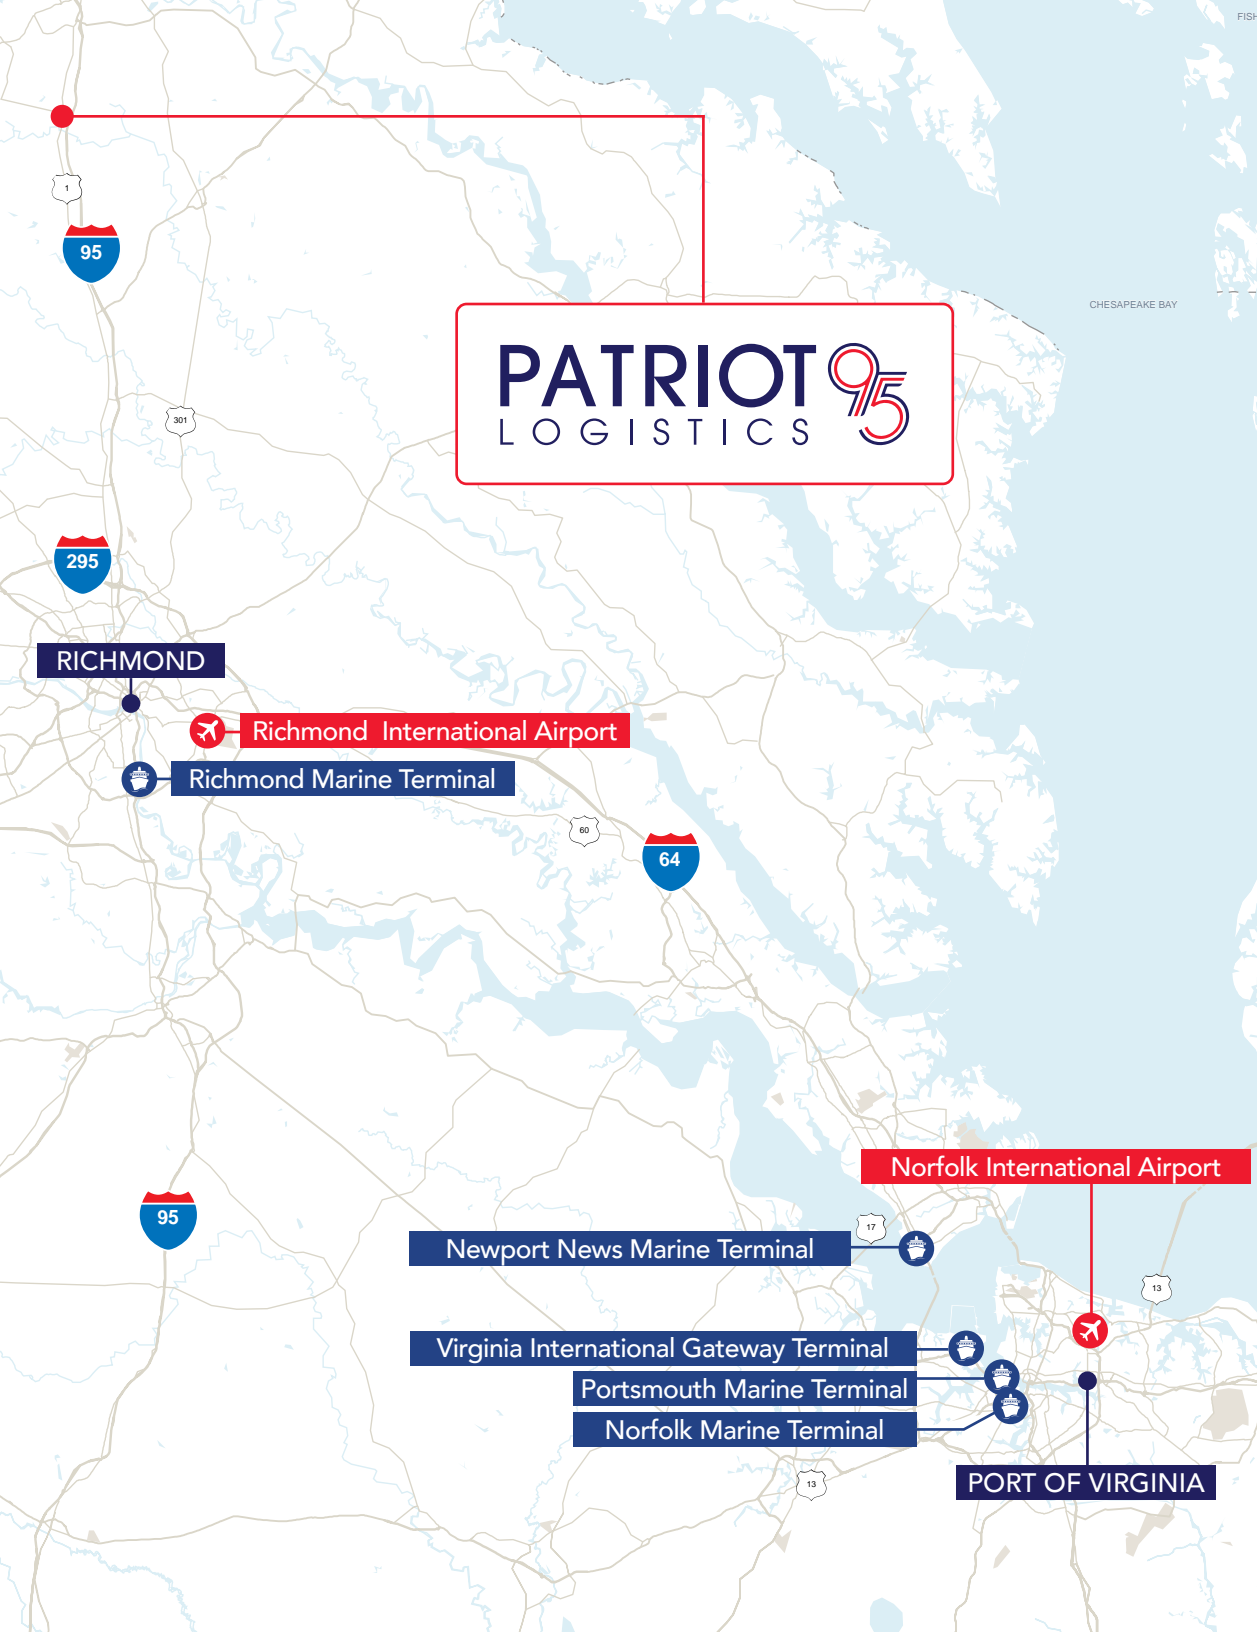 FISH
1
95
CHESAPEAKE BAY
PATRIOT 95
LOGISTICS
301
295
RICHMOND
Richmond International Airport
Richmond Marine Terminal
60
64
Norfolk International Airport
95
17
Newport News Marine Terminal
13
Virginia International Gateway Terminal
Portsmouth Marine Terminal
Norfolk Marine Terminal
PORT OF VIRGINIA
13